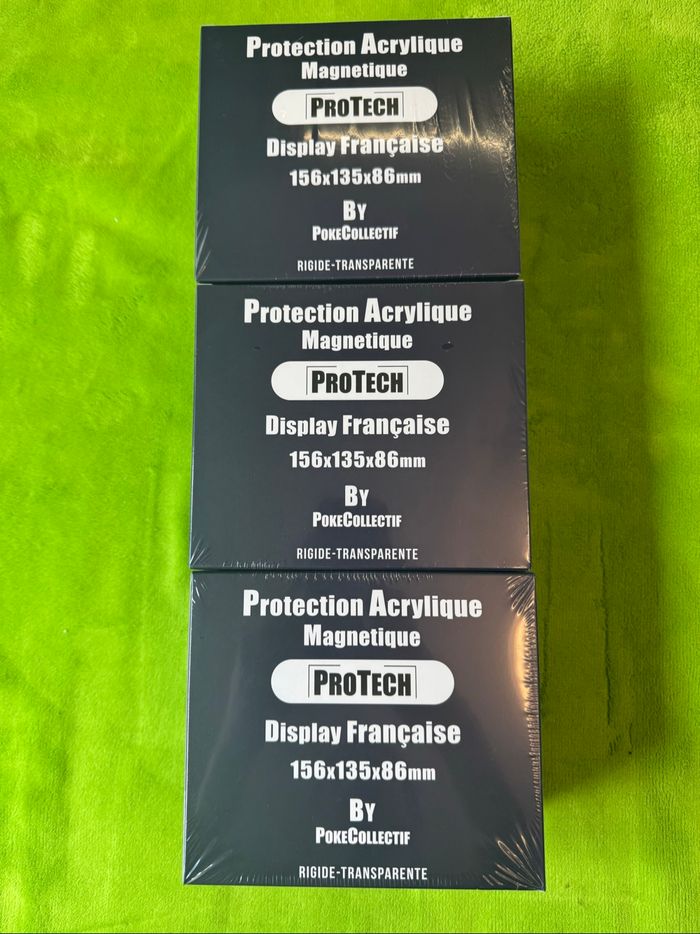 Protection Acrylique
Magnetique
PROTECH
Display Française
156x135x86mm
BY
POKECOLLECTIF
RIGIDE-TRANSPARENTE
Protection Acrylique
Magnetique
PROTECH
Display Française
156x135x86mm
BY
POKECOLLECTIF
RIGIDE-TRANSPARENTE
Protection Acrylique
Magnetique
PROTECH
Display Française
156x135x86mm
BY
POKECOLLECTIF
RIGIDE-TRANSPARENTE